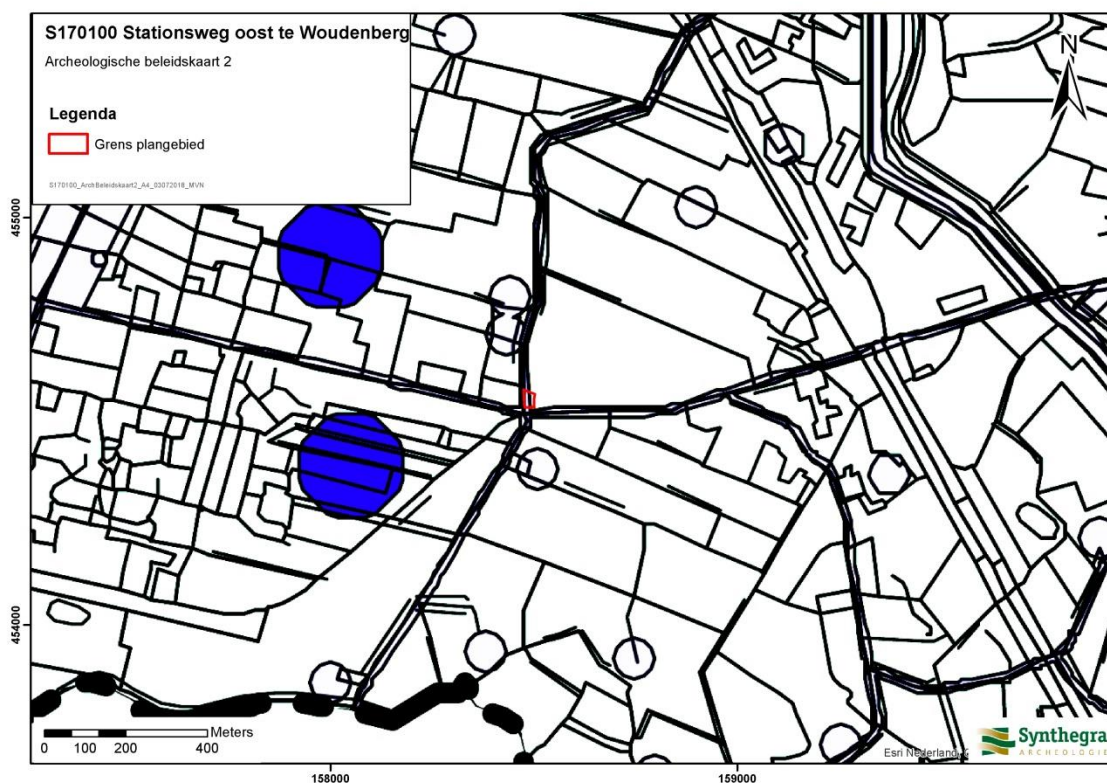 S170100 Stationsweg oost te Woudenberg
Archeologische beleidskaart 2
Legenda
Grens plangebied
S170100_ArchBeleidskaart2_A4_03072018_MVN
N
455000
454000
0 100 200 400 Meters
158000
159000
Esri Nederland,
Synthegra
ARCHEOLOGIE